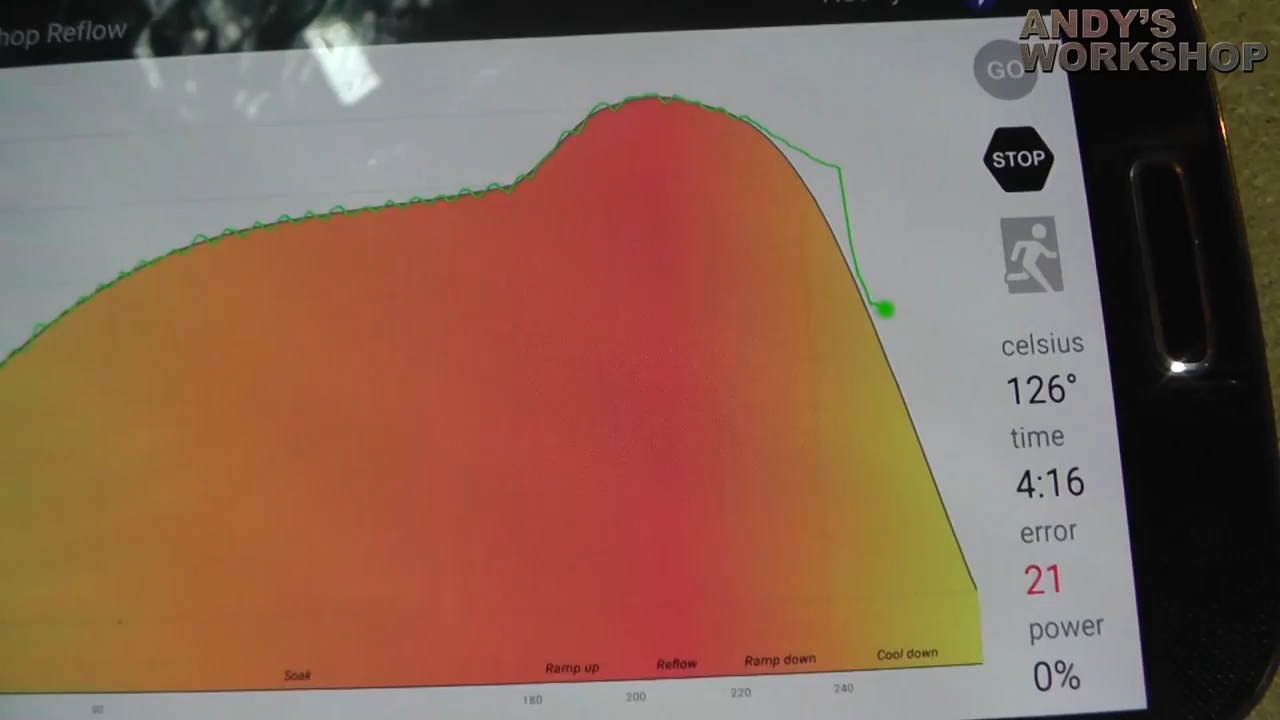 hop Reflow
ANDY'S
WORKSHOP
GO
STOP
celsius
126°
time
4:16
error
21
power
0%
Soak
Ramp up
Reflow
Ramp down
Cool down
180
200
220
240